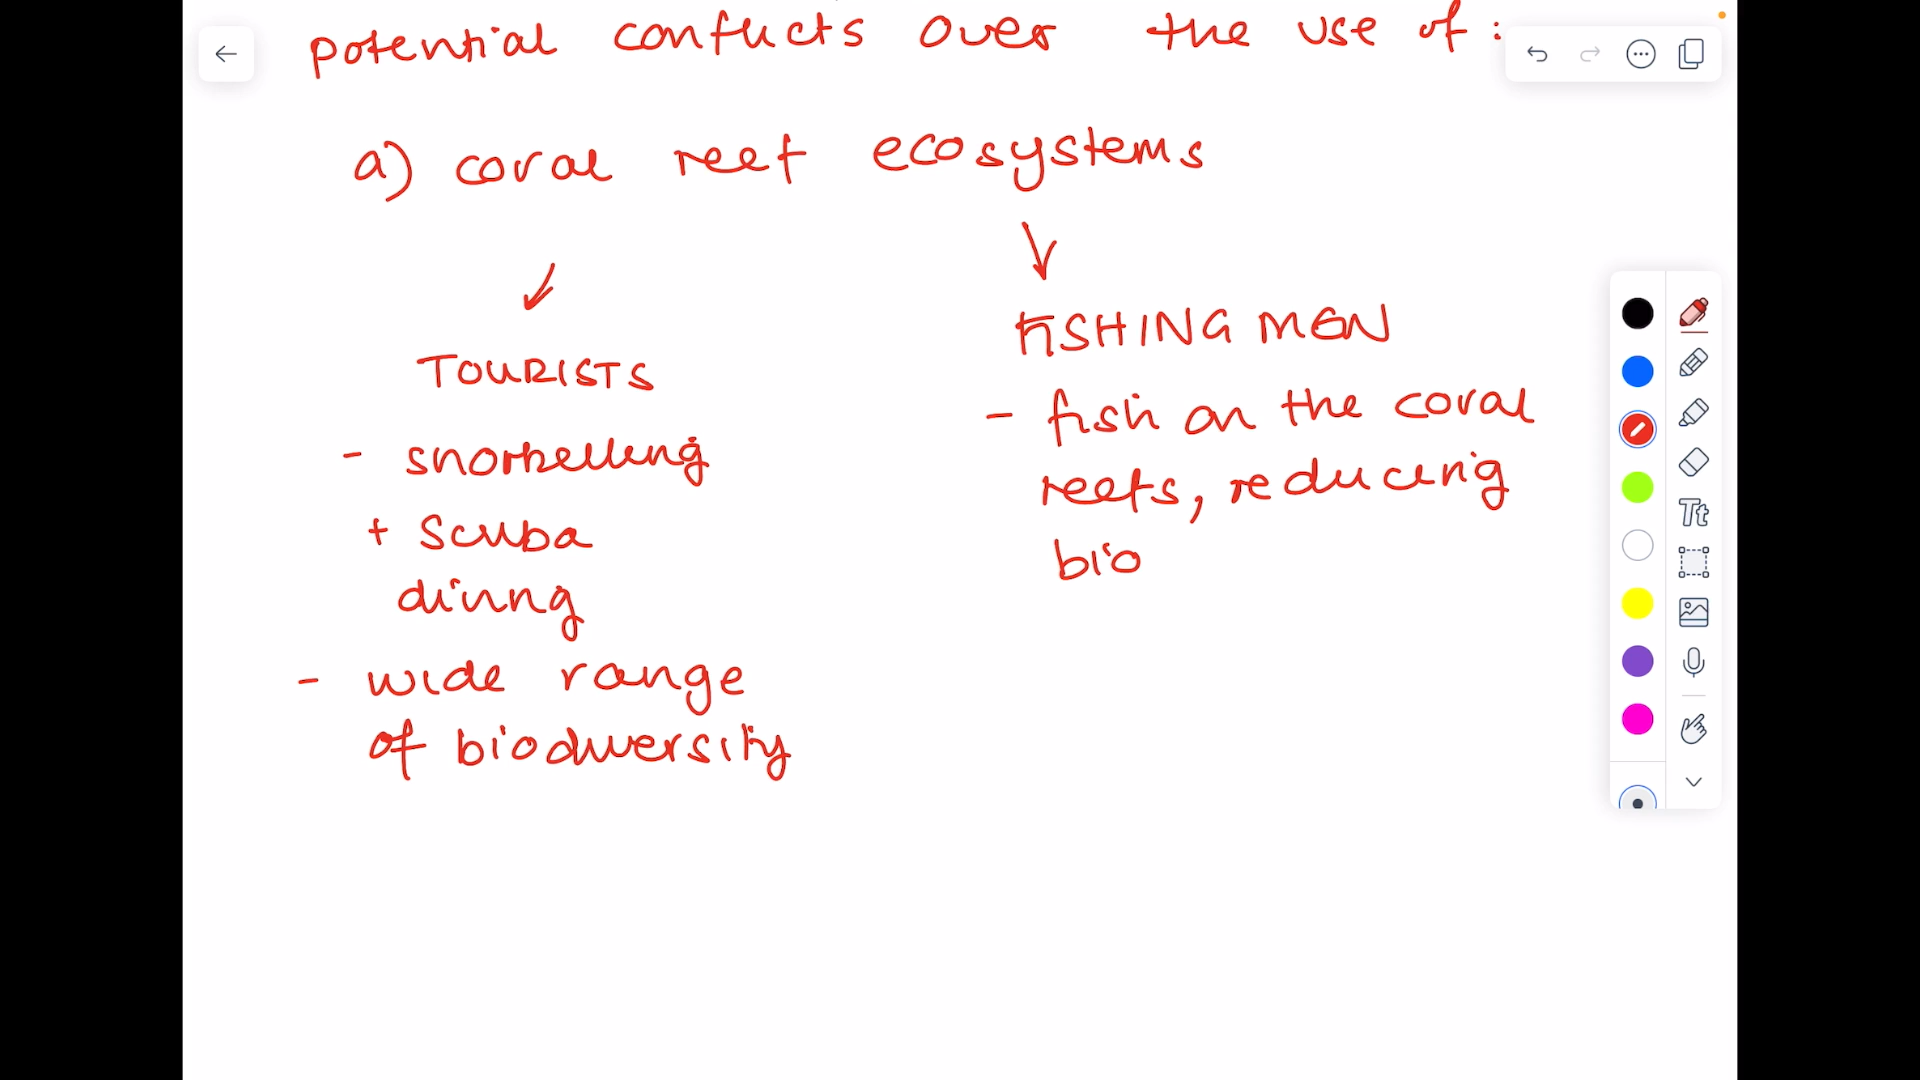 potential conflicts over the use of :
a) coral reef ecosystems
TOURISTS
- snorkelling
+ scuba
diving
- wide range
of biodiversity
FISHING MEN
- fish on the coral
reefs, reducing
bio
Tt